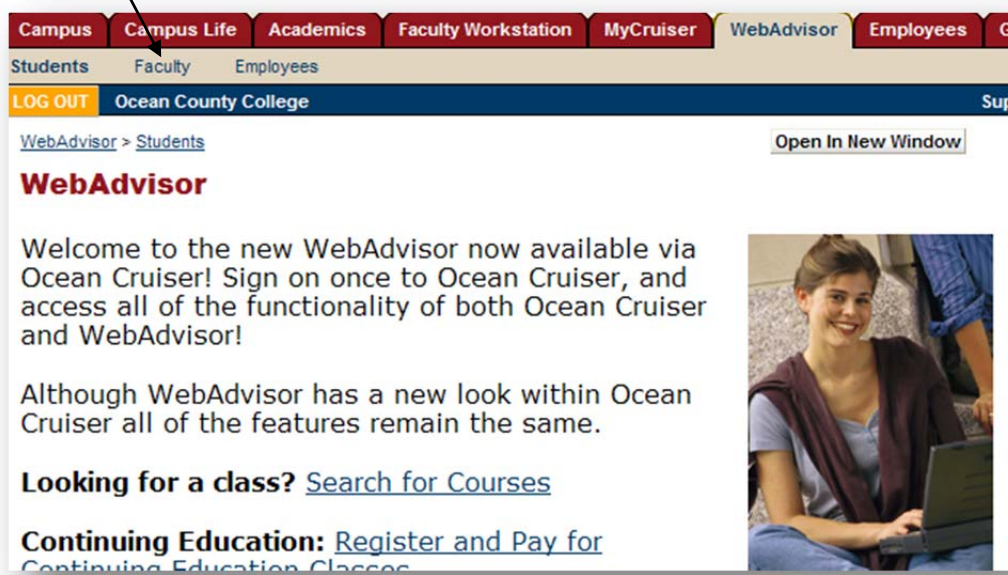 Campus Campus Life Academics Faculty Workstation MyCruiser WebAdvisor Employees
Students Faculty Employees
LOG OUT Ocean County College
WebAdvisor > Students Open In New Window
WebAdvisor
Welcome to the new WebAdvisor now available via
Ocean Cruiser! Sign on once to Ocean Cruiser, and
access all of the functionality of both Ocean Cruiser
and WebAdvisor!
Although WebAdvisor has a new look within Ocean
Cruiser all of the features remain the same.
Looking for a class? Search for Courses
Continuing Education: Register and Pay for
Continuing Education Classes